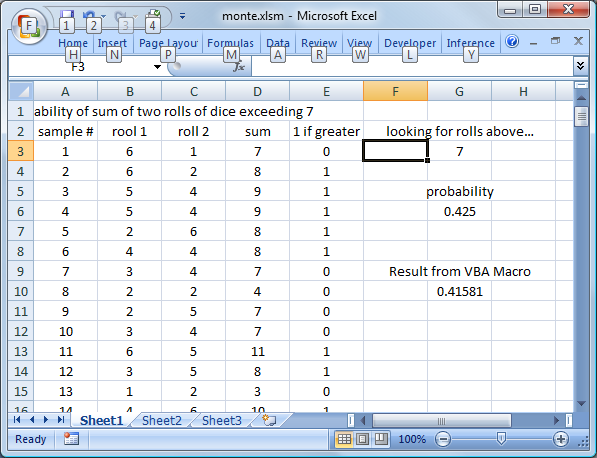 monte.xlsm - Microsoft Excel
F 1 2 3 4
Home Insert Page Layou Formulas Data Review View Developer Inference
H N P M A R W L Y
F3 fx
A B C D E F G H
1 ability of sum of two rolls of dice exceeding 7
2 sample # rool 1 roll 2 sum 1 if greater looking for rolls above...
3 1 6 1 7 0 7
4 2 6 2 8 1
5 3 5 4 9 1 probability
6 4 5 4 9 1 0.425
7 5 2 6 8 1
8 6 4 4 8 1
9 7 3 4 7 0 Result from VBA Macro
10 8 2 2 4 0 0.41581
11 9 2 5 7 0
12 10 3 4 7 0
13 11 6 5 11 1
14 12 3 5 8 1
15 13 1 2 3 0
16 14 4 6 10 1
Sheet1 Sheet2 Sheet3
Ready 100%